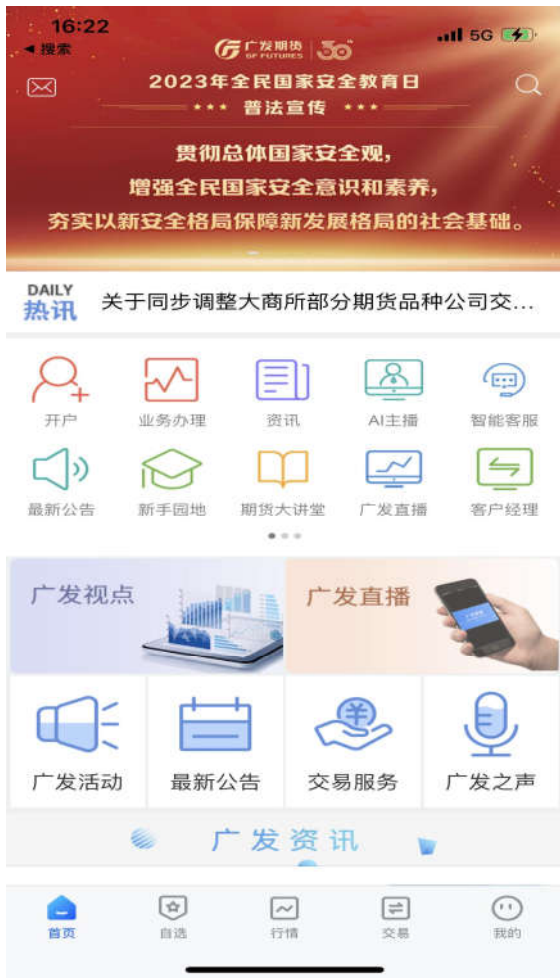 16:22
5G
搜索
广发期货
GF FUTURES
30
2023年全民国家安全教育日
普法宣传
贯彻总体国家安全观，
增强全民国家安全意识和素养，
夯实以新安全格局保障新发展格局的社会基础。
DAILY
热讯
关于同步调整大商所部分期货品种公司交...
开户
业务办理
资讯
AI主播
智能客服
最新公告
新手园地
期货大讲堂
广发直播
客户经理
广发视点
广发直播
广发活动
最新公告
交易服务
广发之声
广发资讯
首页
自选
行情
交易
我的